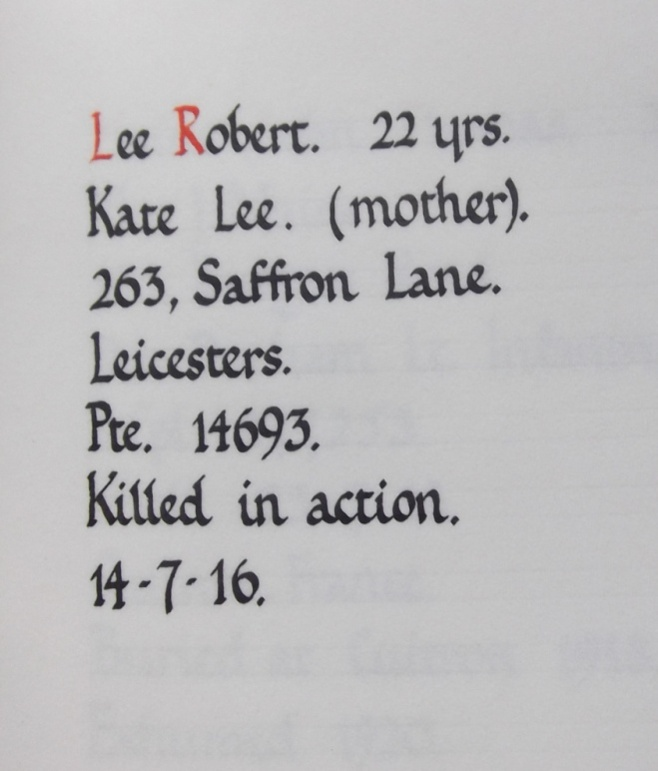 Lee Robert. 22 yrs.
Kate Lee. (mother).
263, Saffron Lane.
Leicesters.
Pte. 14693.
Killed in action.
14-7-16.